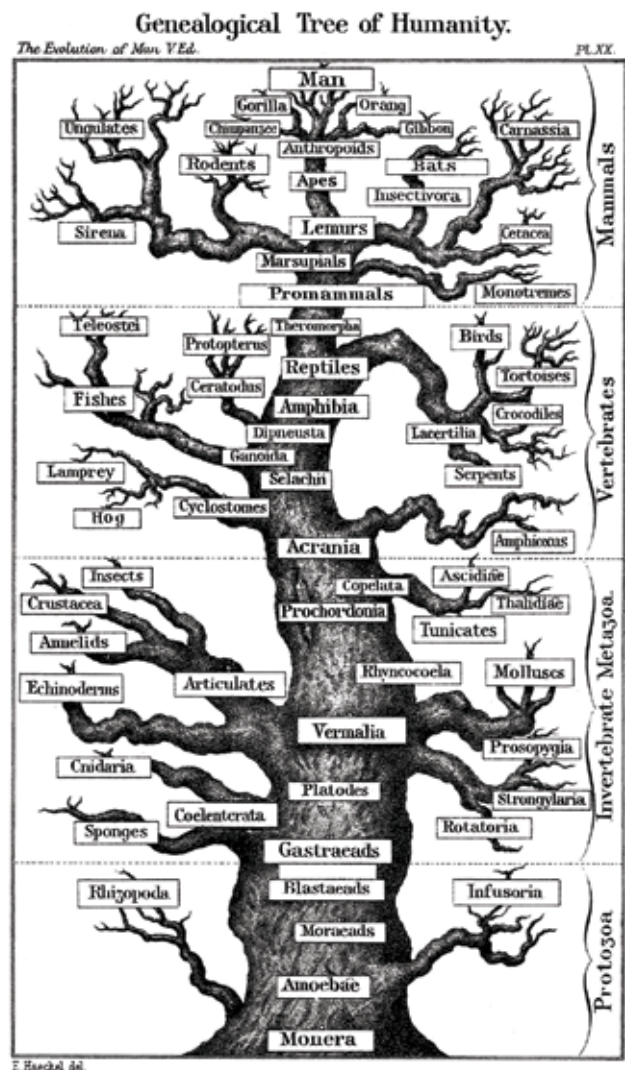 Genealogical Tree of Humanity.
The Evolution of Man V.Ed.
PL.XX.
Man
Gorilla
Orang
Chimpanzee
Gibbon
Anthropoids
Ungulates
Carnassia
Rodents
Bats
Apes
Insectivora
Lemurs
Sirena
Cetacea
Marsupials
Promammals
Monotremes
Mammals
Teleostei
Theromorpha
Birds
Protopterus
Reptiles
Tortoises
Ceratodus
Fishes
Amphibia
Crocodiles
Dipneusta
Lacertilia
Ganoida
Serpents
Lamprey
Selachii
Hog
Cyclostomes
Acrania
Amphioxus
Vertebrates
Insects
Copelata
Ascidiae
Crustacea
Prochordonia
Thalidiae
Tunicates
Annelids
Rhyncocoela
Molluscs
Echinoderms
Articulates
Vermalia
Prosopygia
Cnidaria
Platodes
Strongylaria
Coelenterata
Sponges
Rotatoria
Gastraeads
Invertebrate Metazoa.
Rhizopoda
Blastaeads
Infusoria
Moraeads
Amoebae
Monera
Protozoa
E. Haeckel del.